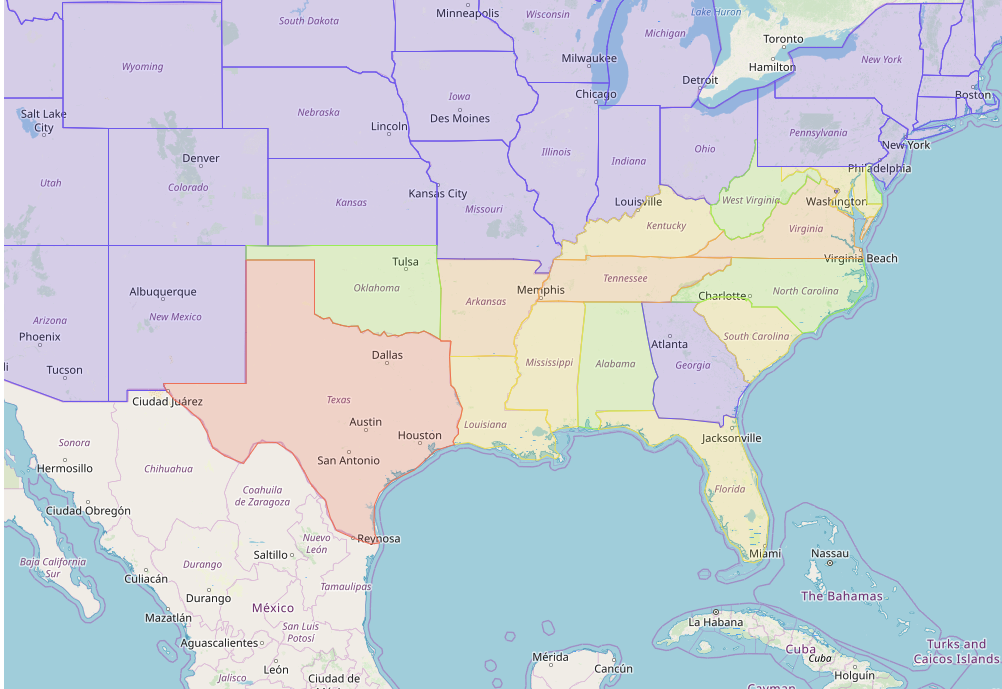 South Dakota
Minneapolis
Wisconsin
Lake Huron
Michigan
Toronto
Hamilton
New York
Wyoming
Milwaukee
Detroit
Chicago
Boston
Salt Lake
City
Nebraska
Iowa
Des Moines
Lincoln
Illinois
Indiana
Ohio
Pennsylvania
New York
Denver
Utah
Colorado
Kansas
Kansas City
Missouri
Louisville
Kentucky
West Virginia
Philadelphia
Washington
Virginia
Virginia Beach
Tulsa
Oklahoma
Albuquerque
New Mexico
Arizona
Phoenix
li
Tucson
Arkansas
Memphis
Tennessee
Charlotte
North Carolina
South Carolina
Atlanta
Georgia
Mississippi
Alabama
Dallas
Ciudad Juárez
Texas
Austin
Houston
San Antonio
Louisiana
Jacksonville
Florida
Miami
Sonora
Hermosillo
Chihuahua
Ciudad Obregón
Coahuila
de Zaragoza
Nuevo
León
Reynosa
Saltillo
Durango
Baja California
Sur
Culiacán
Durango
Tamaulipas
Mazatlán
México
San Luis
Potosí
Aguascalientes
León
Jalisco
Ciudad de
Nassau
The Bahamas
La Habana
Cuba
Cuba
Holguín
Turks and
Caicos Islands
Mérida
Cancún
Cayman